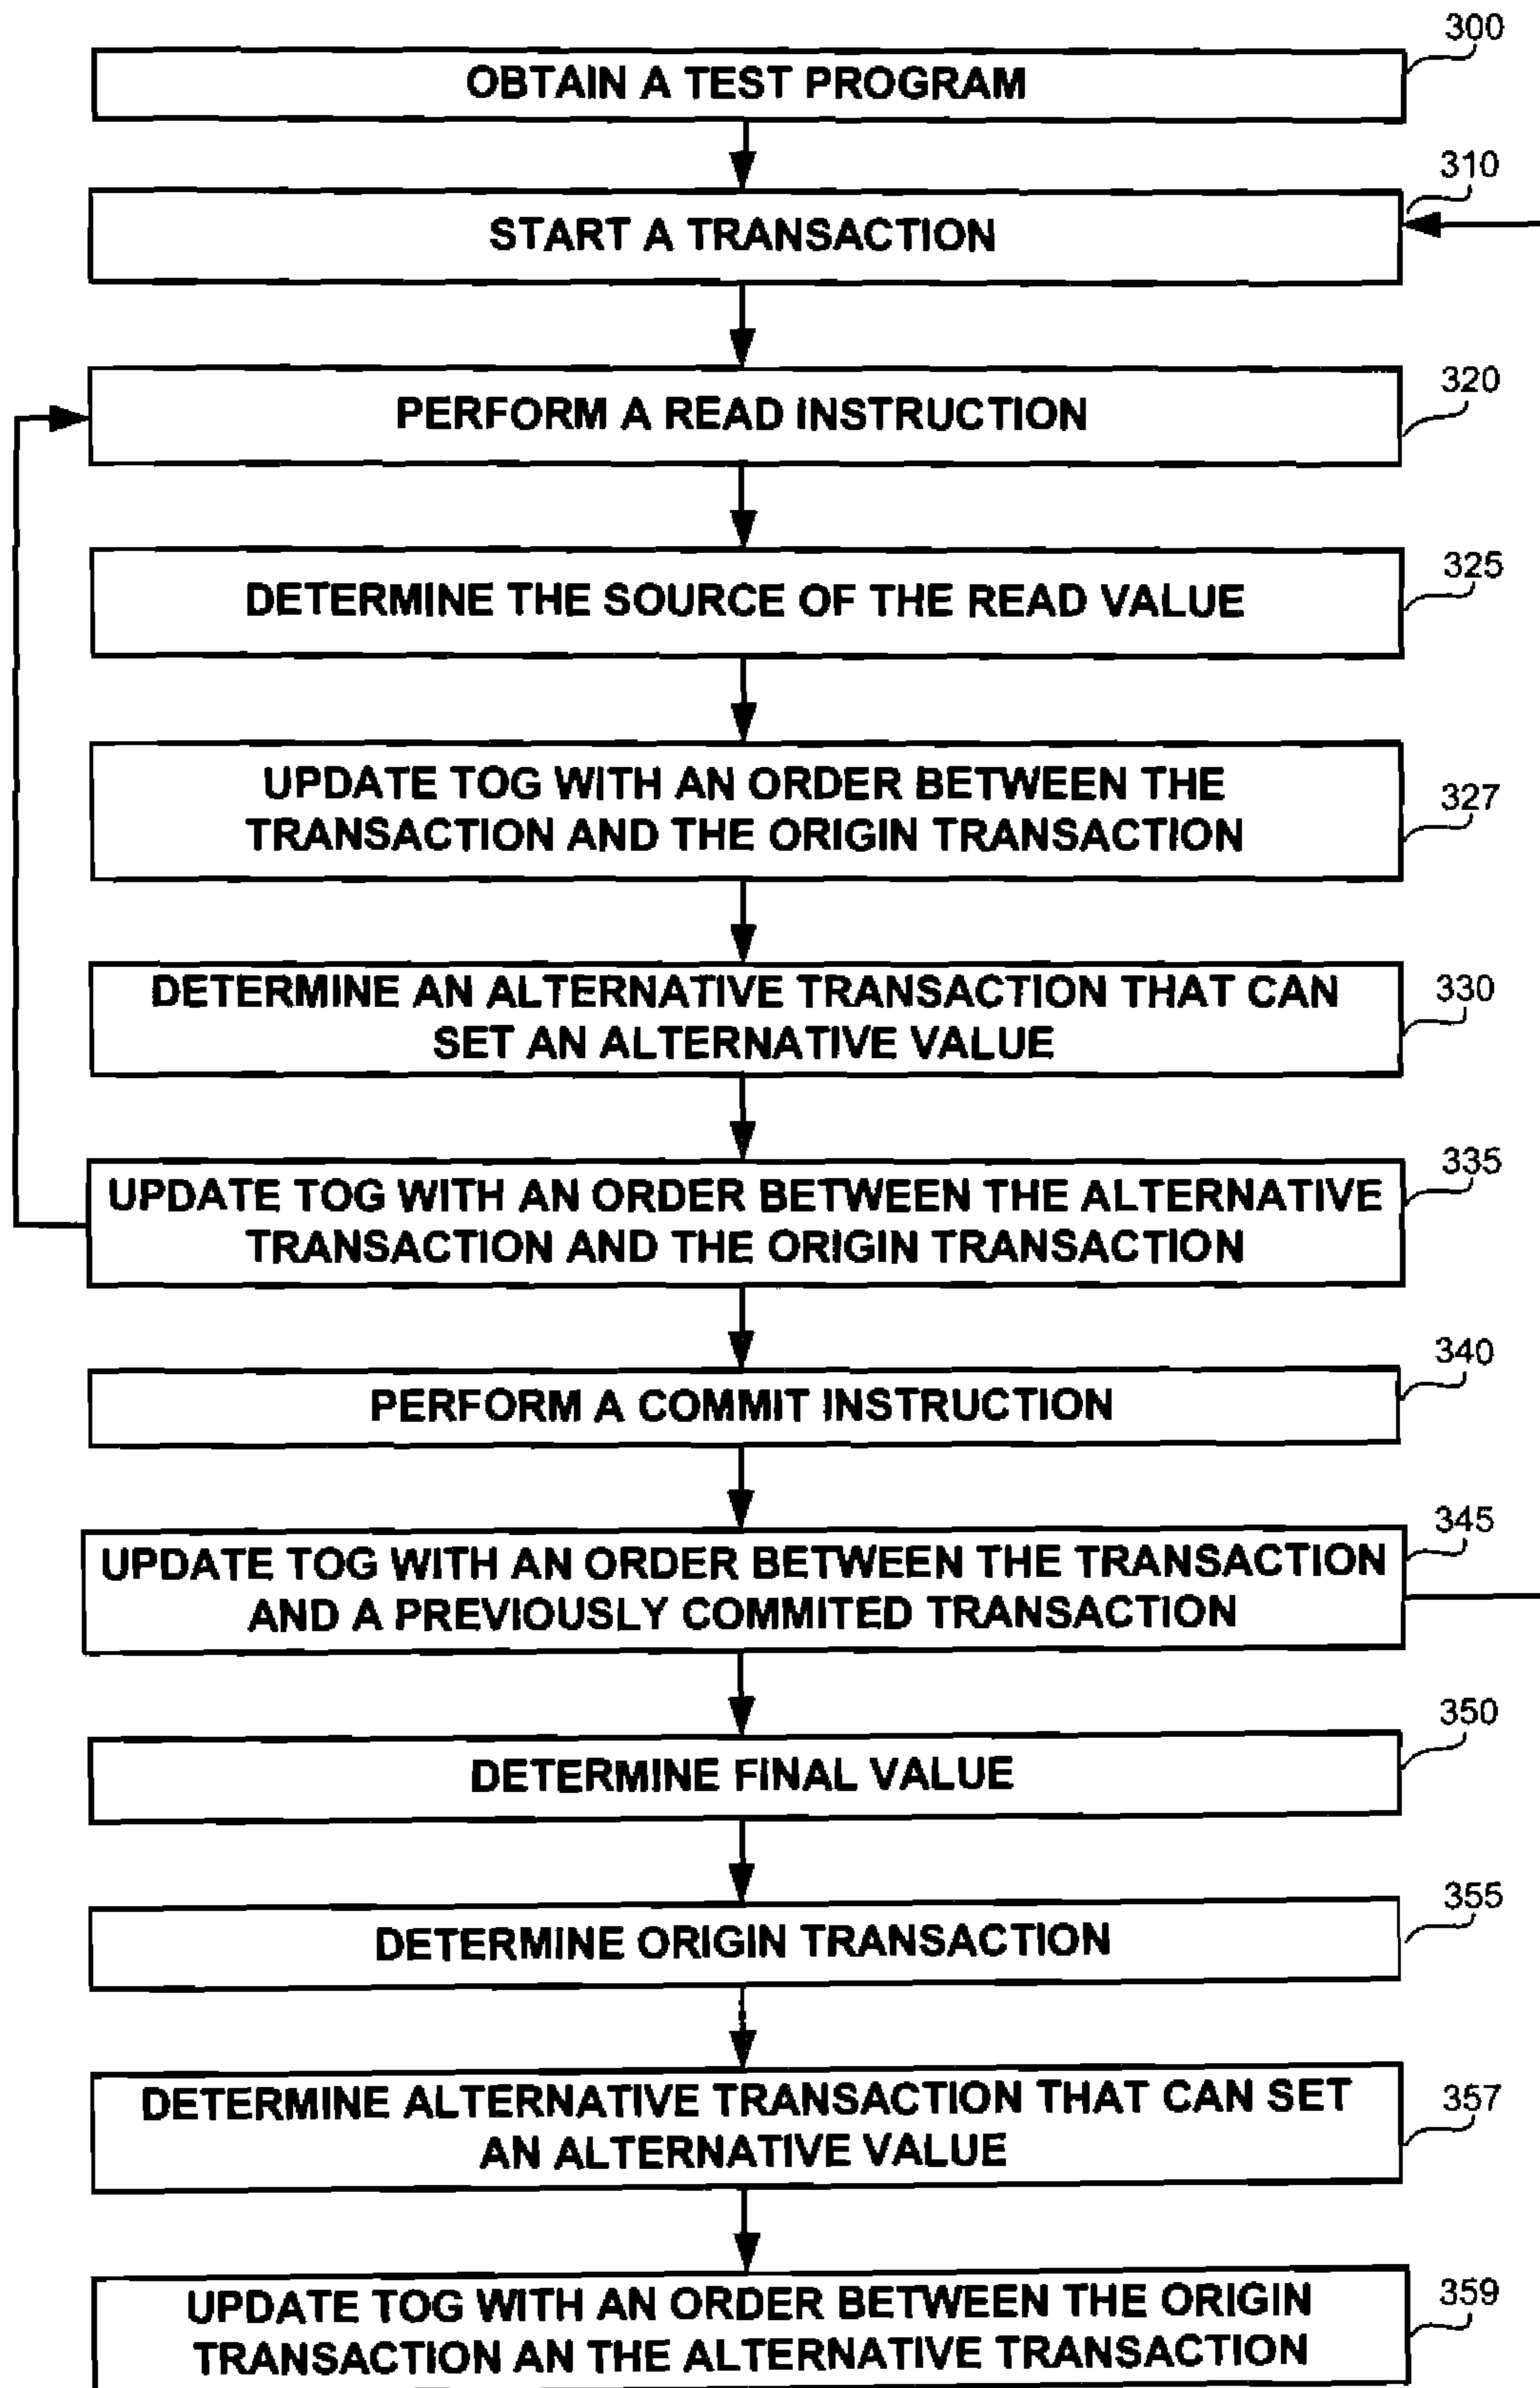 300
OBTAIN A TEST PROGRAM
310
START A TRANSACTION
320
PERFORM A READ INSTRUCTION
325
DETERMINE THE SOURCE OF THE READ VALUE
327
UPDATE TOG WITH AN ORDER BETWEEN THE
TRANSACTION AND THE ORIGIN TRANSACTION
330
DETERMINE AN ALTERNATIVE TRANSACTION THAT CAN
SET AN ALTERNATIVE VALUE
335
UPDATE TOG WITH AN ORDER BETWEEN THE ALTERNATIVE
TRANSACTION AND THE ORIGIN TRANSACTION
340
PERFORM A COMMIT INSTRUCTION
345
UPDATE TOG WITH AN ORDER BETWEEN THE TRANSACTION
AND A PREVIOUSLY COMMITED TRANSACTION
350
DETERMINE FINAL VALUE
355
DETERMINE ORIGIN TRANSACTION
357
DETERMINE ALTERNATIVE TRANSACTION THAT CAN SET
AN ALTERNATIVE VALUE
359
UPDATE TOG WITH AN ORDER BETWEEN THE ORIGIN
TRANSACTION AN THE ALTERNATIVE TRANSACTION